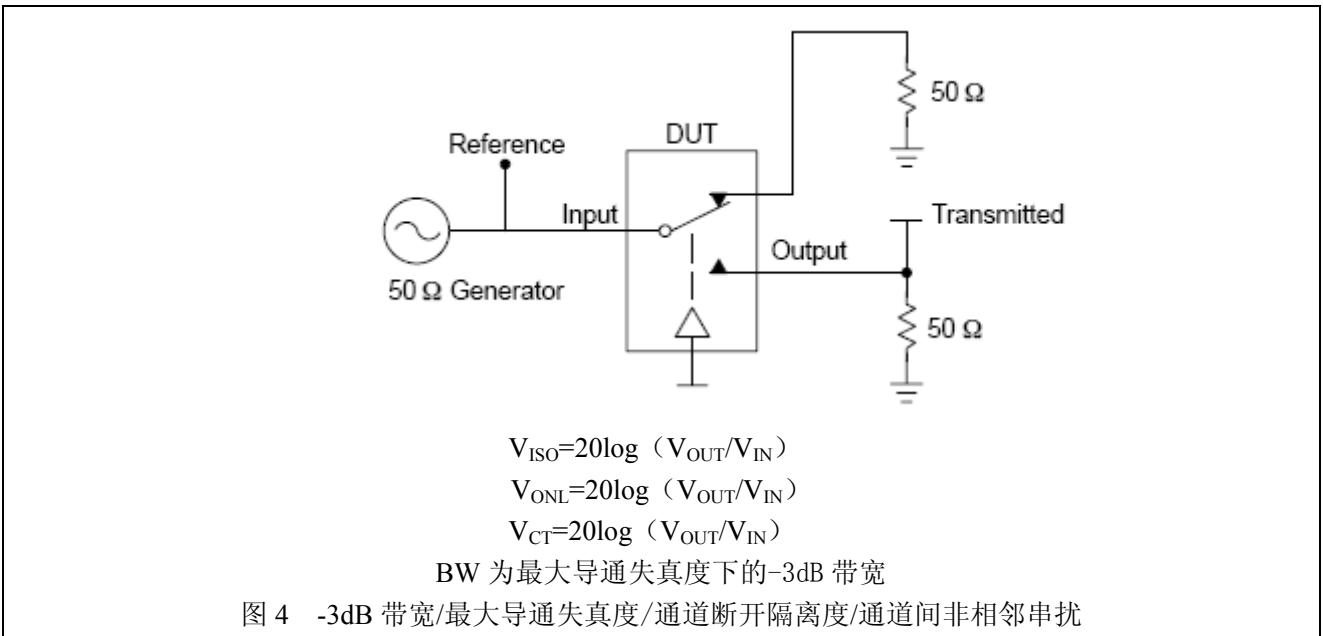 50 Ω
DUT
Reference
Input
Transmitted
Output
50 Ω Generator
50 Ω
V_ISO=20log（V_OUT/V_IN）
V_ONL=20log（V_OUT/V_IN）
V_CT=20log（V_OUT/V_IN）
BW 为最大导通失真度下的-3dB 带宽
图 4 -3dB 带宽/最大导通失真度/通道断开隔离度/通道间非相邻串扰